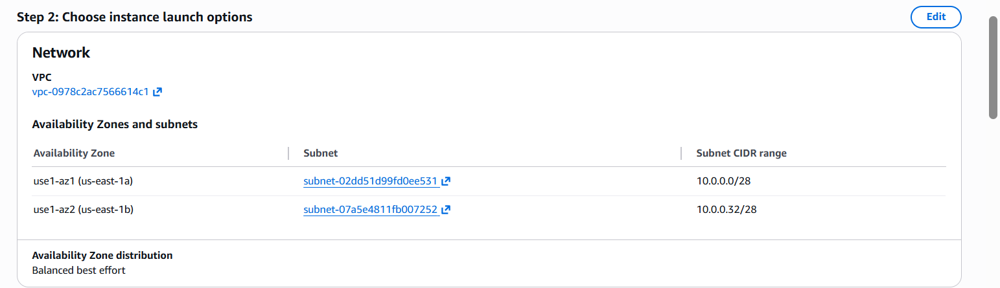 Step 2: Choose instance launch options
Edit
Network
VPC
vpc-0978c2ac7566614c1
Availability Zones and subnets
Availability Zone Subnet Subnet CIDR range
use1-az1 (us-east-1a) subnet-02dd51d99fd0ee531 10.0.0.0/28
use1-az2 (us-east-1b) subnet-07a5e4811fb007252 10.0.0.32/28
Availability Zone distribution
Balanced best effort